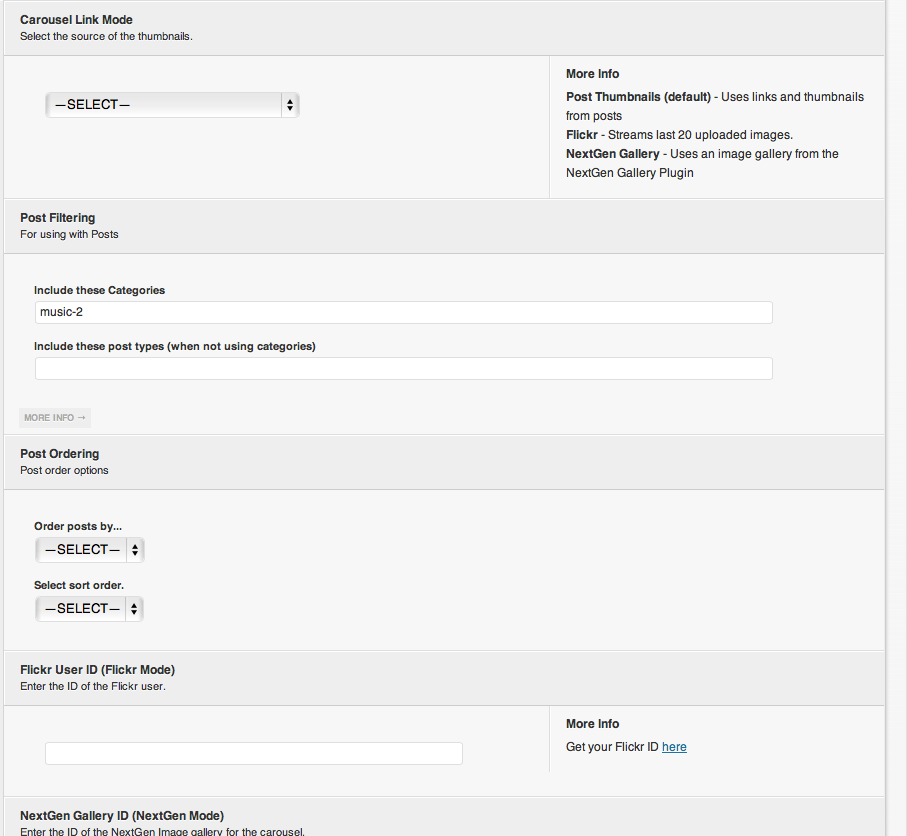 Carousel Link Mode
Select the source of the thumbnails.
—SELECT—
More Info
Post Thumbnails (default) - Uses links and thumbnails
from posts
Flickr - Streams last 20 uploaded images.
NextGen Gallery - Uses an image gallery from the
NextGen Gallery Plugin
Post Filtering
For using with Posts
Include these Categories
music-2
Include these post types (when not using categories)
MORE INFO →
Post Ordering
Post order options
Order posts by...
—SELECT—
Select sort order.
—SELECT—
Flickr User ID (Flickr Mode)
Enter the ID of the Flickr user.
More Info
Get your Flickr ID here
NextGen Gallery ID (NextGen Mode)
Enter the ID of the NextGen Image gallery for the carousel.